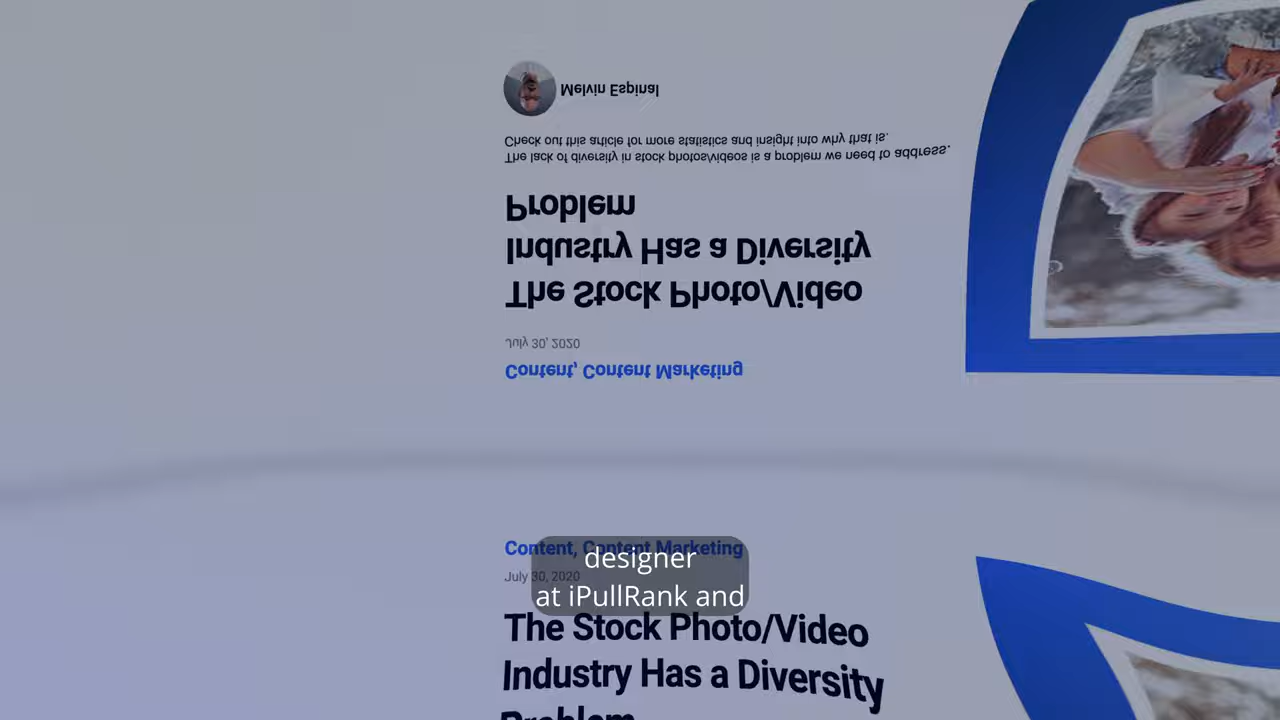 Melvin Espinal
Check out this article for more statistics and insight into why that is.
The lack of diversity in stock photos/videos is a problem we need to address.
Problem
Industry Has a Diversity
The Stock Photo/Video
July 30, 2020
Content, Content Marketing
Content, Content Marketing
designer
July 30, 2020
at iPullRank and
The Stock Photo/Video
Industry Has a Diversity
Problem